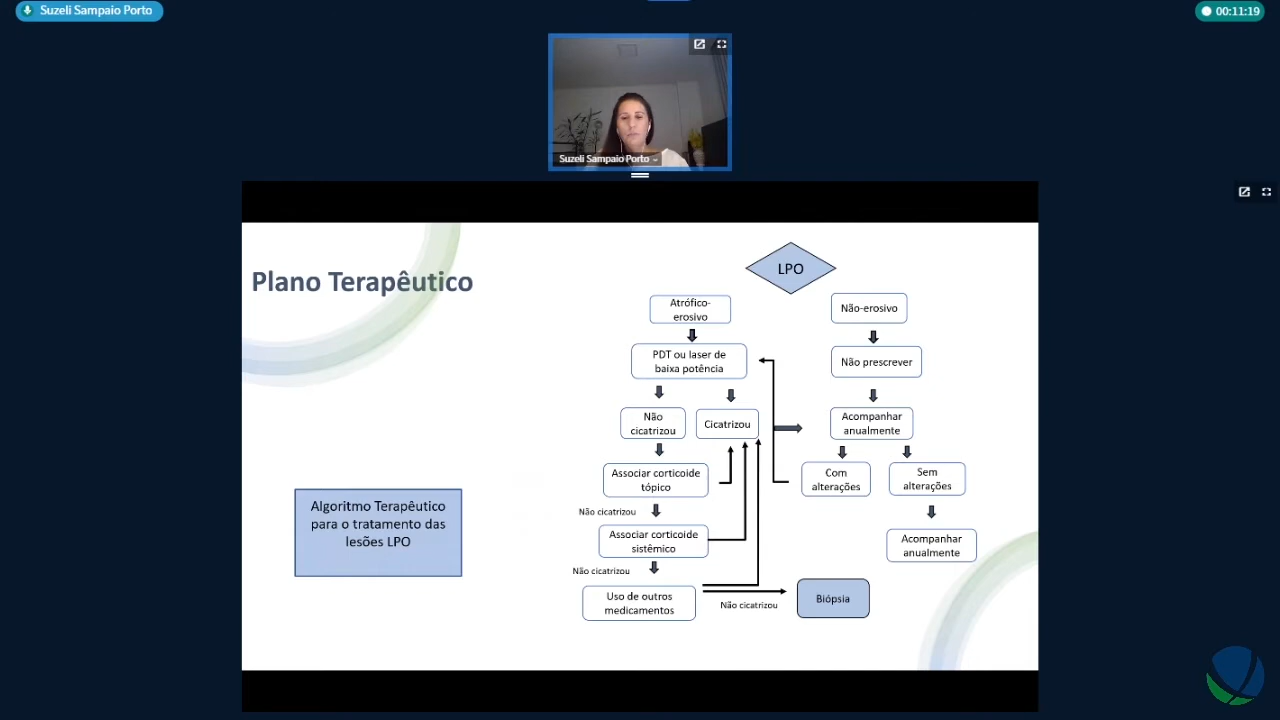 Suzeli Sampaio Porto
00:11:19
Suzeli Sampaio Porto
Plano Terapêutico
LPO
Atrófico-
erosivo
Não-erosivo
PDT ou laser de
baixa potência
Não prescrever
Não
cicatrizou
Cicatrizou
Acompanhar
anualmente
Associar corticoide
tópico
Com
alterações
Sem
alterações
Não cicatrizou
Associar corticoide
sistêmico
Acompanhar
anualmente
Não cicatrizou
Uso de outros
medicamentos
Não cicatrizou
Biópsia
Algoritmo Terapêutico
para o tratamento das
lesões LPO